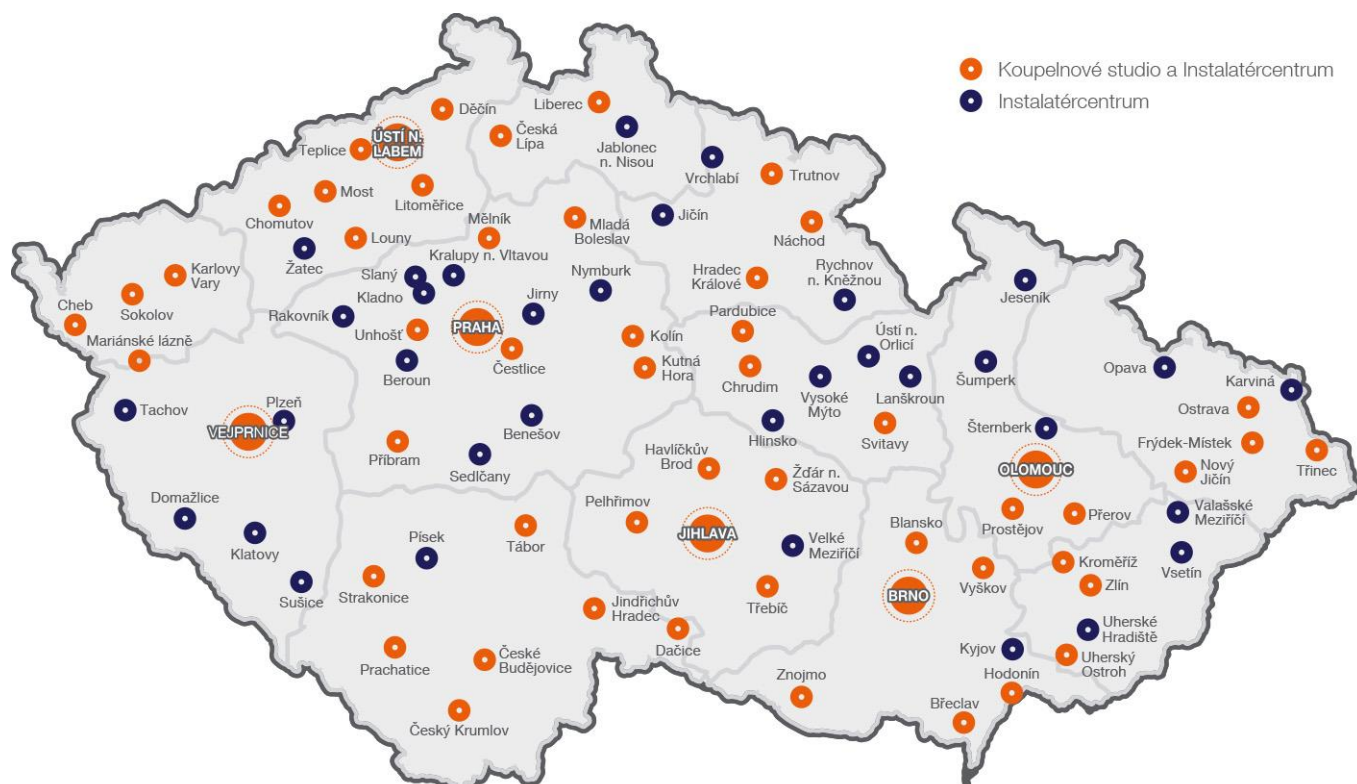 Koupelnové studio a Instalatércentrum
Instalatércentrum
Děčín
Liberec
ÚSTÍ N.
LABEM
Teplice
Česká
Lípa
Jablonec
n. Nisou
Vrchlabí
Trutnov
Most
Litoměřice
Chomutov
Mělník
Mladá
Boleslav
Jičín
Náchod
Louny
Žatec
Kralupy n. Vltavou
Slaný
Nymburk
Hradec
Králové
Rychnov
n. Kněžnou
Jeseník
Karlovy
Vary
Sokolov
Cheb
Kladno
Jirny
Rakovník
Unhošť
PRAHA
Pardubice
Mariánské lázně
Beroun
Čestlice
Kolín
Kutná
Hora
Chrudim
Ústí n.
Orlicí
Vysoké
Mýto
Lanškroun
Šumperk
Opava
Karviná
Ostrava
Tachov
Plzeň
VEJPRNICE
Benešov
Hlinsko
Svitavy
Šternberk
Frýdek-Místek
Třinec
Příbram
Sedlčany
Havlíčkův
Brod
Žďár n.
Sázavou
OLOMOUC
Nový
Jičín
Domažlice
Klatovy
Písek
Tábor
Pelhřimov
JIHLAVA
Velké
Meziříčí
Blansko
Prostějov
Přerov
Valašské
Meziříčí
Vsetín
Sušice
Strakonice
Jindřichův
Hradec
Třebíč
BRNO
Vyškov
Kroměříž
Zlín
Dačice
Prachatice
České
Budějovice
Kyjov
Uherské
Hradiště
Uherský
Ostroh
Hodonín
Znojmo
Břeclav
Český Krumlov